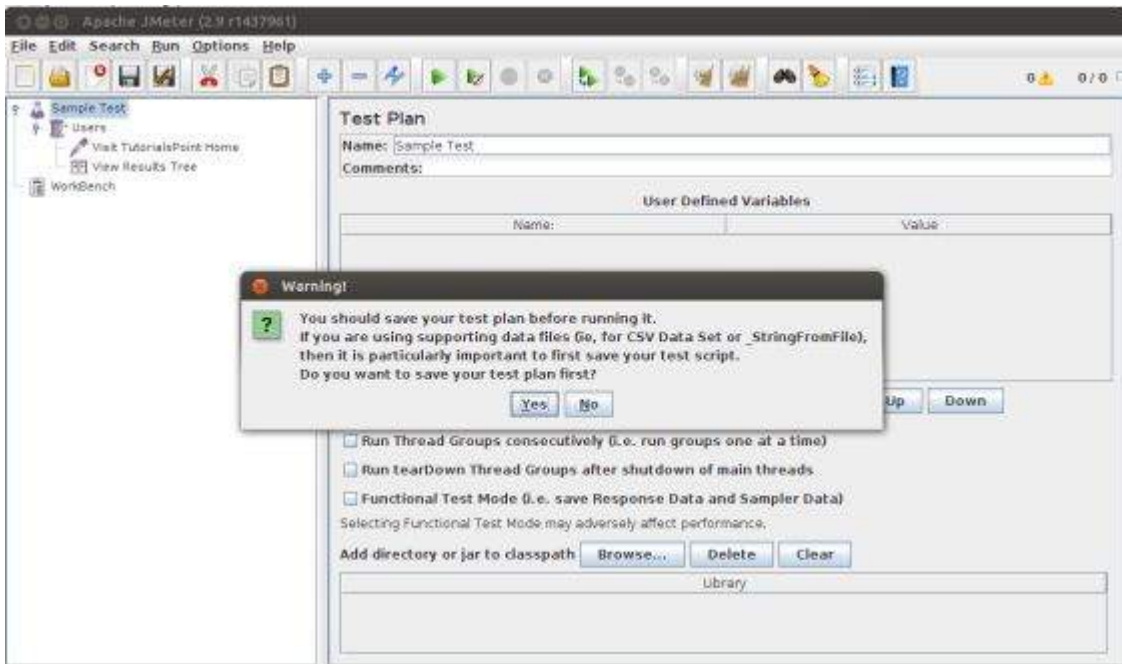 Apache JMeter (2.9 r1437961)
File Edit Search Run Options Help
0 0 / 0
Sample Test
Users
Visit TutorialsPoint Home
View Results Tree
WorkBench
Test Plan
Name: Sample Test
Comments:
User Defined Variables
Name: Value
Warning!
You should save your test plan before running it.
If you are using supporting data files (ie, for CSV Data Set or _StringFromFile),
then it is particularly important to first save your test script.
Do you want to save your test plan first?
Yes No
Up Down
Run Thread Groups consecutively (i.e. run groups one at a time)
Run tearDown Thread Groups after shutdown of main threads
Functional Test Mode (i.e. save Response Data and Sampler Data)
Selecting Functional Test Mode may adversely affect performance.
Add directory or jar to classpath Browse... Delete Clear
Library